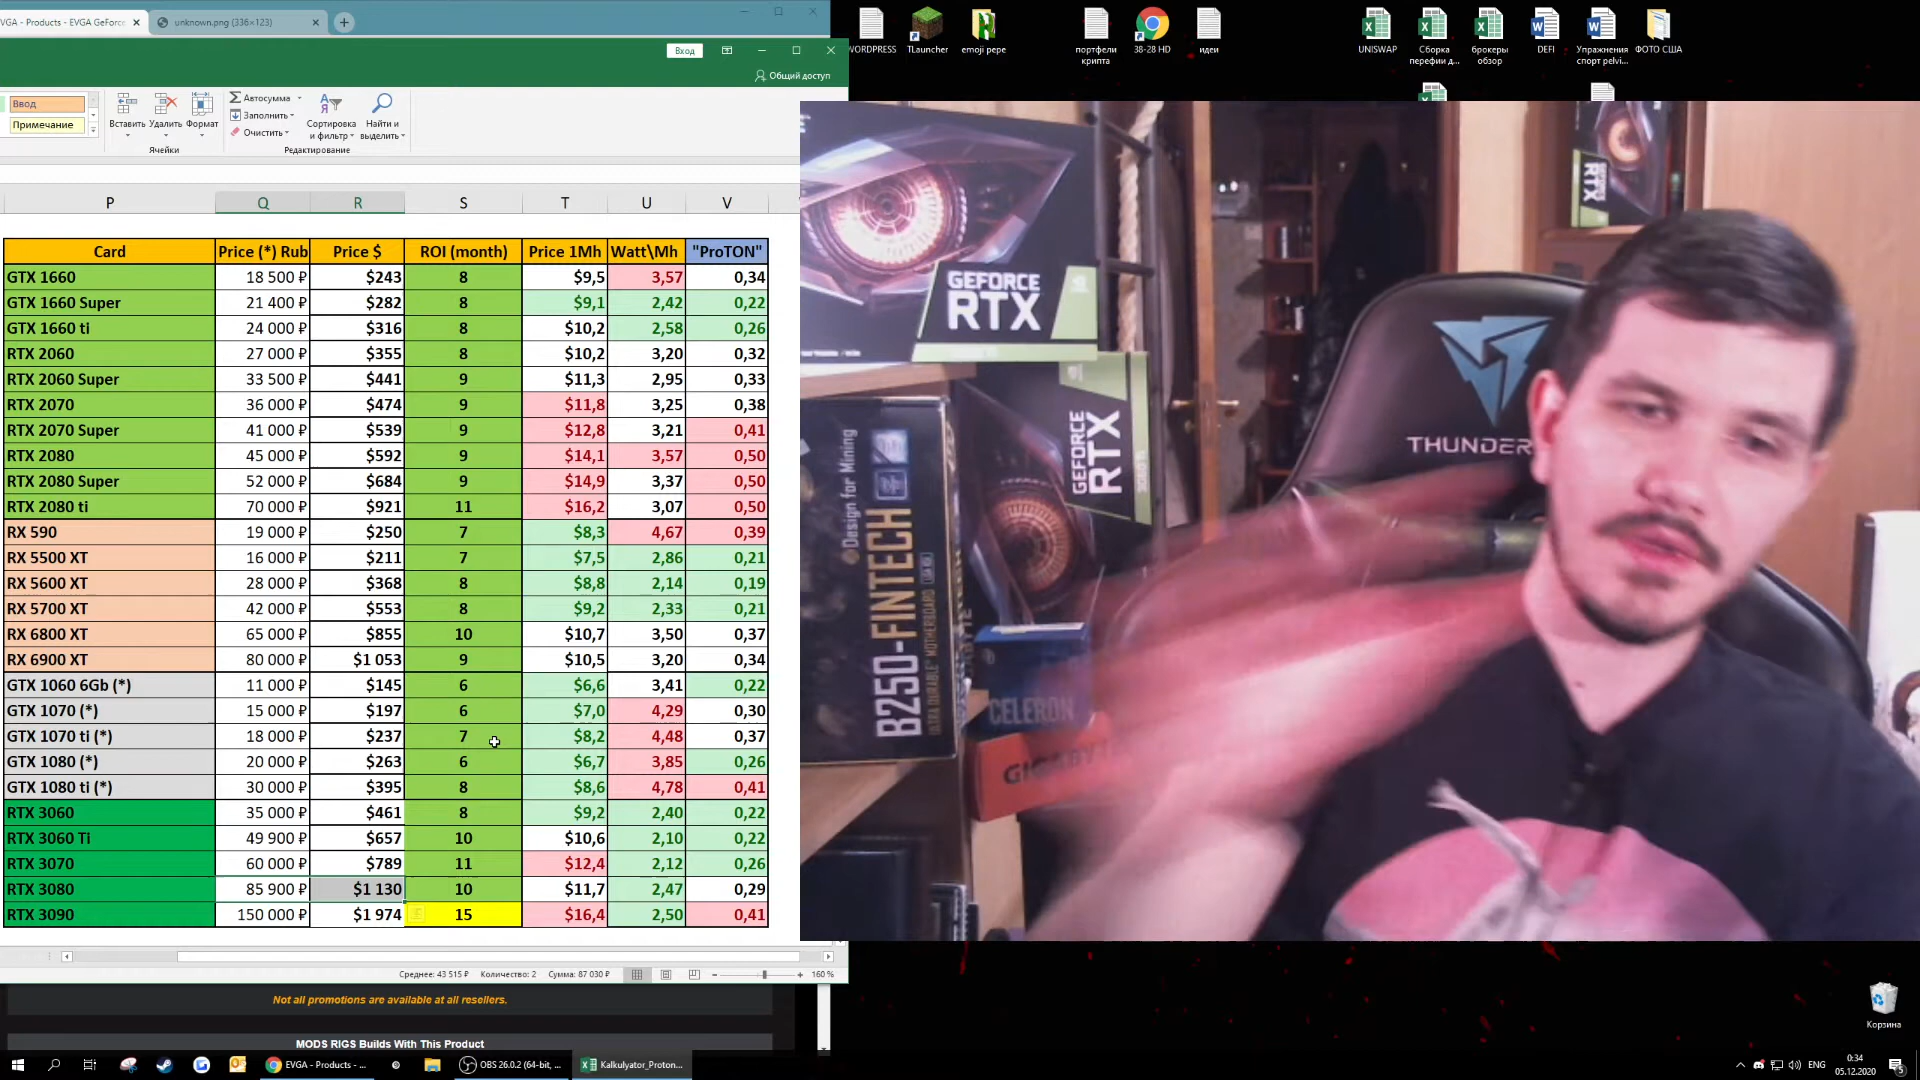 VGA - Products - EVGA GeForce
unknown.png (336×123)
Вход
Общий доступ
Ввод
Примечание
Вставить Удалить Формат
Автосумма
Заполнить
Очистить
Сортировка и фильтр
Найти и выделить
Ячейки
Редактирование
P Q R S T U V
Card Price (*) Rub Price $ ROI (month) Price 1Mh Watt\Mh "ProTON"
GTX 1660 18 500 ₽ $243 8 $9,5 3,57 0,34
GTX 1660 Super 21 400 ₽ $282 8 $9,1 2,42 0,22
GTX 1660 ti 24 000 ₽ $316 8 $10,2 2,58 0,26
RTX 2060 27 000 ₽ $355 8 $10,2 3,20 0,32
RTX 2060 Super 33 500 ₽ $441 9 $11,3 2,95 0,33
RTX 2070 36 000 ₽ $474 9 $11,8 3,25 0,38
RTX 2070 Super 41 000 ₽ $539 9 $12,8 3,21 0,41
RTX 2080 45 000 ₽ $592 9 $14,1 3,57 0,50
RTX 2080 Super 52 000 ₽ $684 9 $14,9 3,37 0,50
RTX 2080 ti 70 000 ₽ $921 11 $16,2 3,07 0,50
RX 590 19 000 ₽ $250 7 $8,3 4,67 0,39
RX 5500 XT 16 000 ₽ $211 7 $7,5 2,86 0,21
RX 5600 XT 28 000 ₽ $368 8 $8,8 2,14 0,19
RX 5700 XT 42 000 ₽ $553 8 $9,2 2,33 0,21
RX 6800 XT 65 000 ₽ $855 10 $10,7 3,50 0,37
RX 6900 XT 80 000 ₽ $1 053 9 $10,5 3,20 0,34
GTX 1060 6Gb (*) 11 000 ₽ $145 6 $6,6 3,41 0,22
GTX 1070 (*) 15 000 ₽ $197 6 $7,0 4,29 0,30
GTX 1070 ti (*) 18 000 ₽ $237 7 $8,2 4,48 0,37
GTX 1080 (*) 20 000 ₽ $263 6 $6,7 3,85 0,26
GTX 1080 ti (*) 30 000 ₽ $395 8 $8,6 4,78 0,41
RTX 3060 35 000 ₽ $461 8 $9,2 2,40 0,22
RTX 3060 Ti 49 900 ₽ $657 10 $10,6 2,10 0,22
RTX 3070 60 000 ₽ $789 11 $12,4 2,12 0,26
RTX 3080 85 900 ₽ $1 130 10 $11,7 2,47 0,29
RTX 3090 150 000 ₽ $1 974 15 $16,4 2,50 0,41
Среднее: 43 515 ₽ Количество: 2 Сумма: 87 030 ₽ 160 %
Not all promotions are available at all resellers.
MODS RIGS Builds With This Product
WORDPRESS
TLauncher
emoji pepe
портфели крипта
38-28 HD
идеи
UNISWAP
Сборка перефии д...
брокеры обзор
DEFI
Упражнения спорт pelvi...
ФОТО США
GEFORCE
RTX
GEFORCE
RTX
RTX
THUNDER
Design for Mining
B250-FINTECH
ULTRA DURABLE MOTHERBOARD
CELERON
GIGABYTE
Корзина
EVGA - Products - ...
OBS 26.0.2 (64-bit, ...
Kalkulyator_Proton...
ENG
0:34
05.12.2020